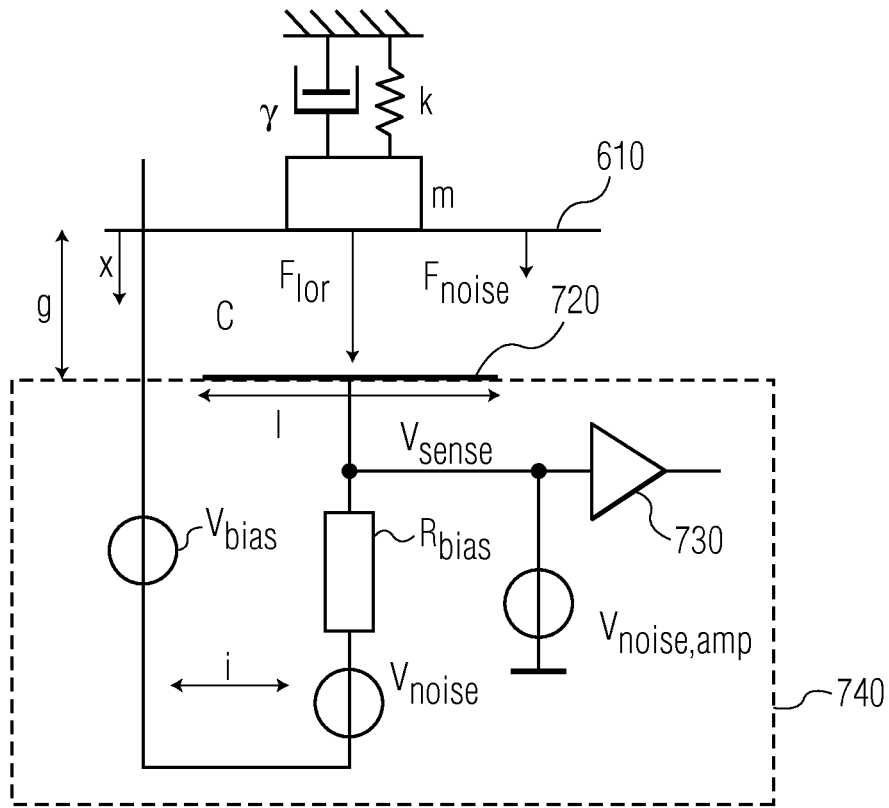 γ
k
m
610
x
g
F_lor
F_noise
C
720
l
V_sense
V_bias
R_bias
730
V_noise,amp
i
V_noise
740